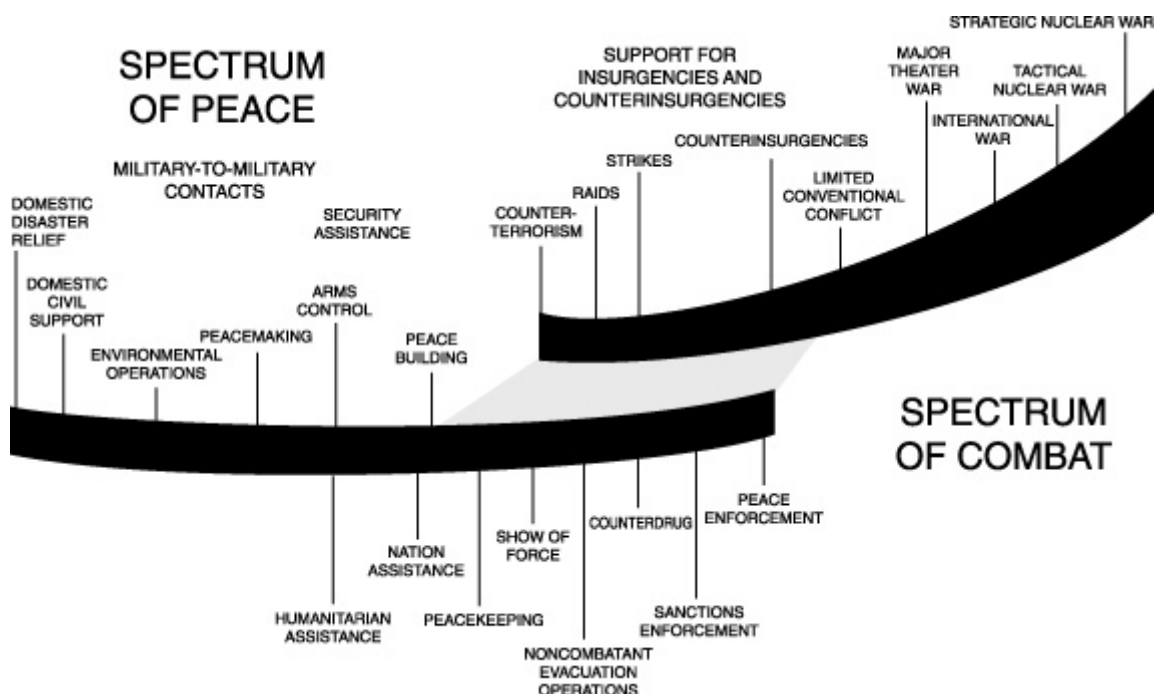 SPECTRUM
OF PEACE
MILITARY-TO-MILITARY
CONTACTS
DOMESTIC
DISASTER
RELIEF
DOMESTIC
CIVIL
SUPPORT
ENVIRONMENTAL
OPERATIONS
PEACEMAKING
SECURITY
ASSISTANCE
ARMS
CONTROL
PEACE
BUILDING
SUPPORT FOR
INSURGENCIES AND
COUNTERINSURGENCIES
COUNTER-
TERRORISM
RAIDS
STRIKES
COUNTERINSURGENCIES
LIMITED
CONVENTIONAL
CONFLICT
MAJOR
THEATER
WAR
INTERNATIONAL
WAR
TACTICAL
NUCLEAR WAR
STRATEGIC NUCLEAR WAR
SPECTRUM
OF COMBAT
HUMANITARIAN
ASSISTANCE
NATION
ASSISTANCE
PEACEKEEPING
SHOW OF
FORCE
NONCOMBATANT
EVACUATION
OPERATIONS
COUNTERDRUG
SANCTIONS
ENFORCEMENT
PEACE
ENFORCEMENT